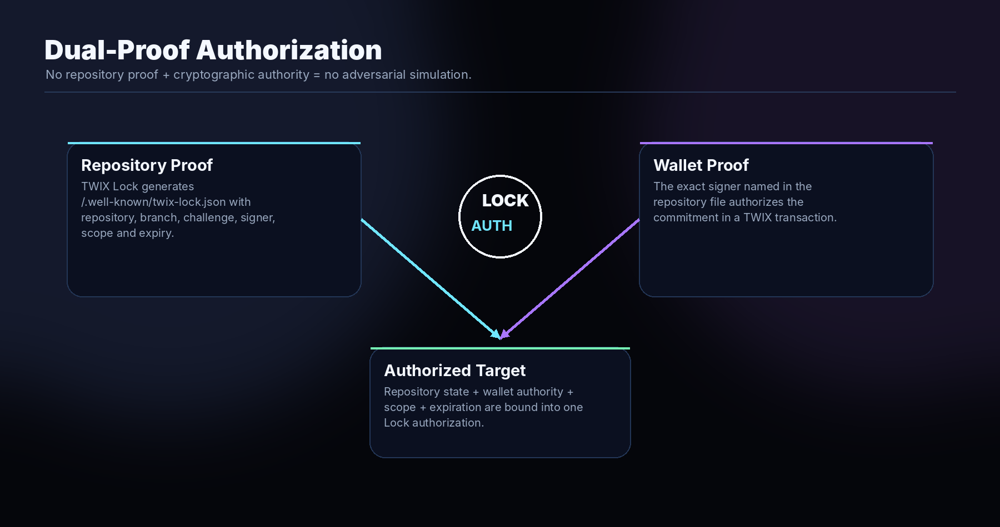 Dual-Proof Authorization
No repository proof + cryptographic authority = no adversarial simulation.
Repository Proof
TWIX Lock generates
/.well-known/twix-lock.json with
repository, branch, challenge, signer,
scope and expiry.
LOCK
AUTH
Wallet Proof
The exact signer named in the
repository file authorizes the
commitment in a TWIX transaction.
Authorized Target
Repository state + wallet authority +
scope + expiration are bound into one
Lock authorization.